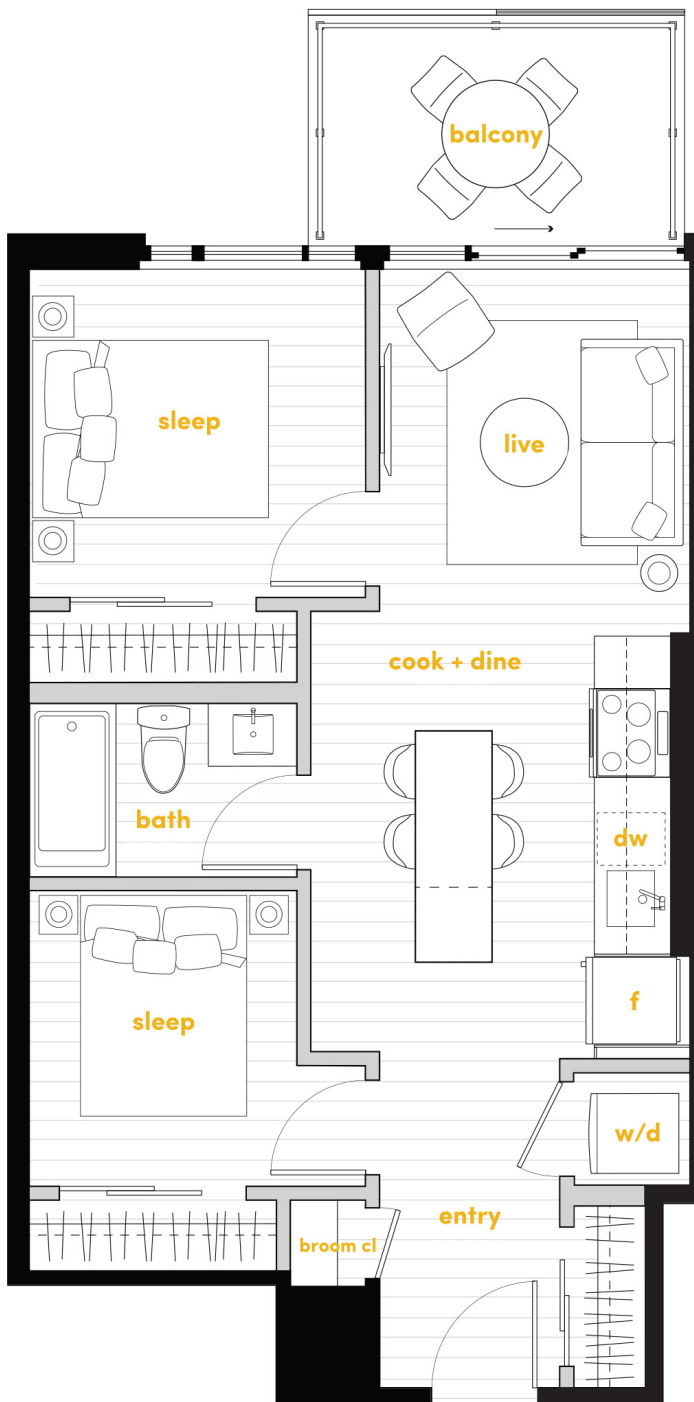 balcony
sleep
live
cook + dine
bath
dw
sleep
f
w/d
entry
broom cl